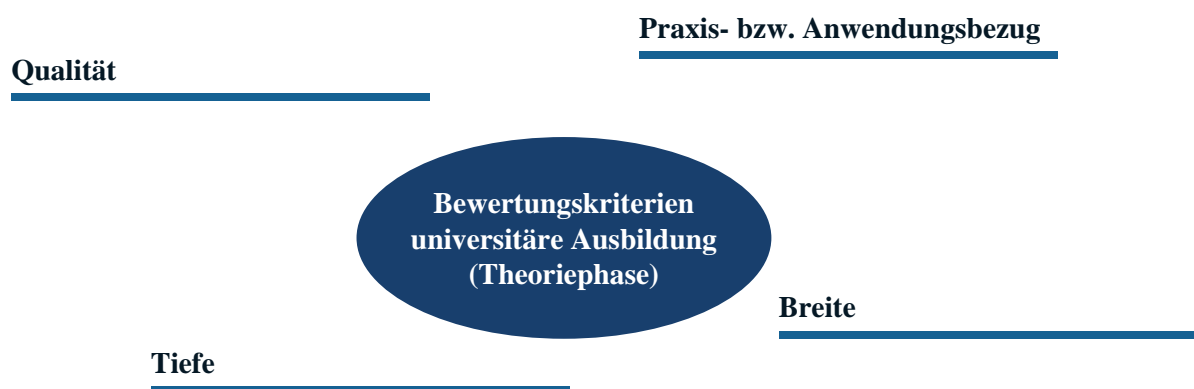 Praxis- bzw. Anwendungsbezug
Qualität
Bewertungskriterien
universitäre Ausbildung
(Theoriephase)
Breite
Tiefe